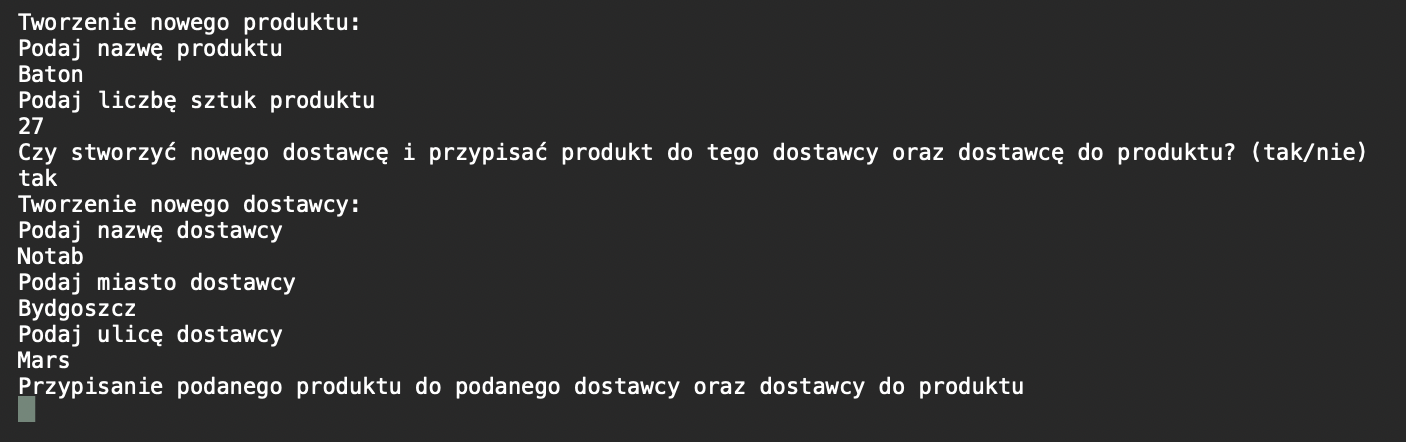 Tworzenie nowego produktu:
Podaj nazwę produktu
Baton
Podaj liczbę sztuk produktu
27
Czy stworzyć nowego dostawcę i przypisać produkt do tego dostawcy oraz dostawcę do produktu? (tak/nie)
tak
Tworzenie nowego dostawcy:
Podaj nazwę dostawcy
Notab
Podaj miasto dostawcy
Bydgoszcz
Podaj ulicę dostawcy
Mars
Przypisanie podanego produktu do podanego dostawcy oraz dostawcy do produktu